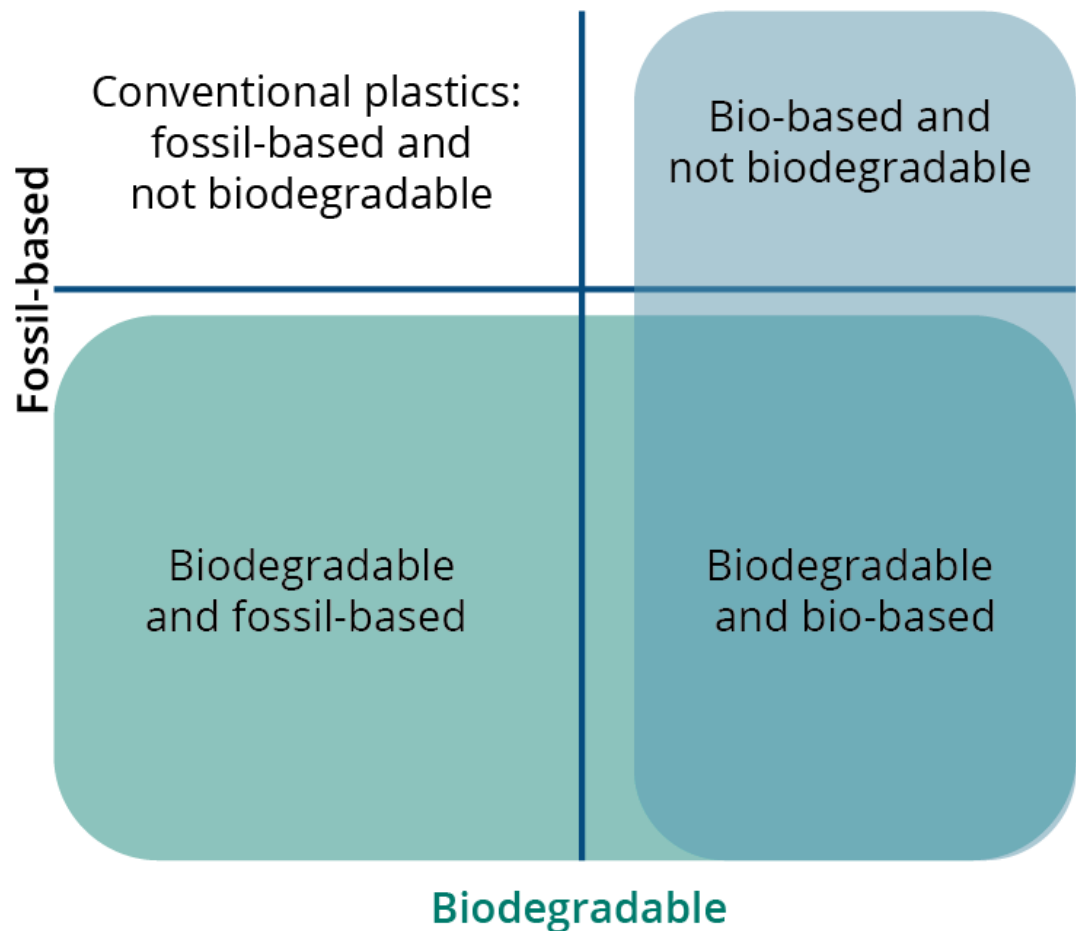 Conventional plastics:
fossil-based and
not biodegradable
Bio-based and
not biodegradable
Fossil-based
Biodegradable
and fossil-based
Biodegradable
and bio-based
Biodegradable